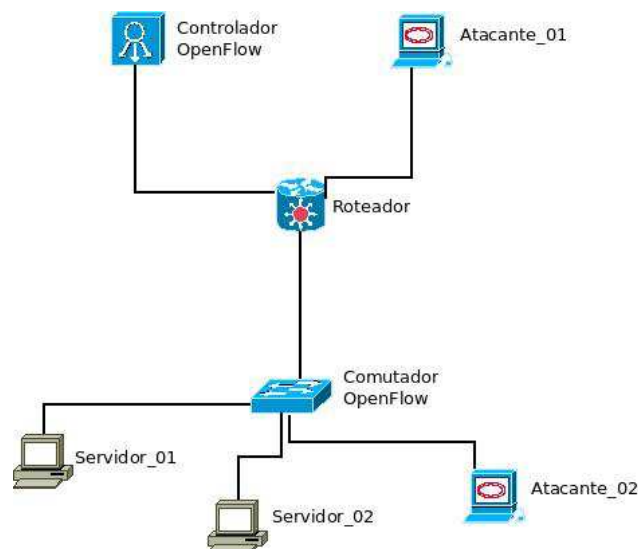 Controlador
OpenFlow
Atacante_01
Roteador
Comutador
OpenFlow
Servidor_01
Servidor_02
Atacante_02